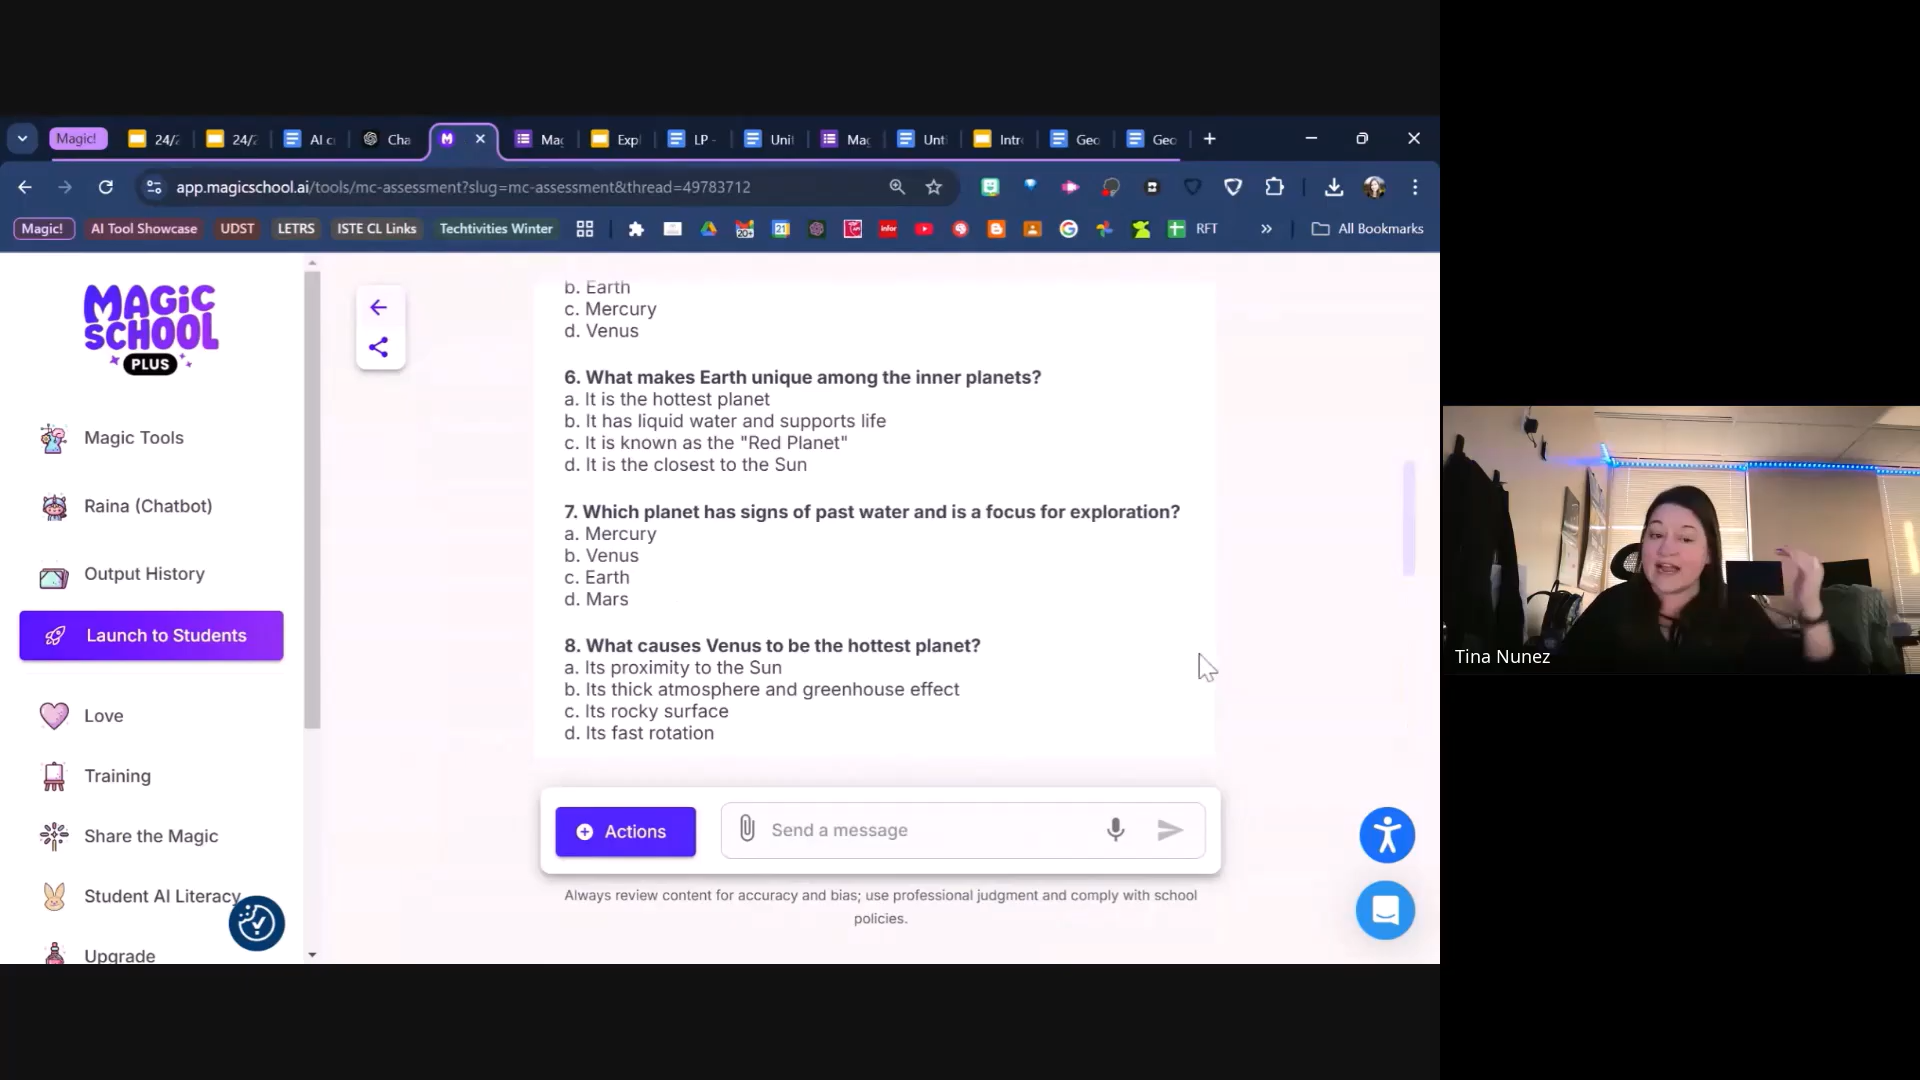 Magic!
24/2
24/2
AI c
Cha
Mag
Exp
LP -
Unit
Mag
Unt
Intr
Geo
Geo
app.magicschool.ai/tools/mc-assessment?slug=mc-assessment&thread=49783712
Magic!
AI Tool Showcase
UDST
LETRS
ISTE CL Links
Techtivities Winter
20+
21
infor
RFT
All Bookmarks
MAGIC
SCHOOL
PLUS
Magic Tools
Raina (Chatbot)
Output History
Launch to Students
Love
Training
Share the Magic
Student AI Literacy
Upgrade
b. Earth
c. Mercury
d. Venus
6. What makes Earth unique among the inner planets?
a. It is the hottest planet
b. It has liquid water and supports life
c. It is known as the "Red Planet"
d. It is the closest to the Sun
7. Which planet has signs of past water and is a focus for exploration?
a. Mercury
b. Venus
c. Earth
d. Mars
8. What causes Venus to be the hottest planet?
a. Its proximity to the Sun
b. Its thick atmosphere and greenhouse effect
c. Its rocky surface
d. Its fast rotation
Actions
Send a message
Always review content for accuracy and bias; use professional judgment and comply with school
policies.
Tina Nunez